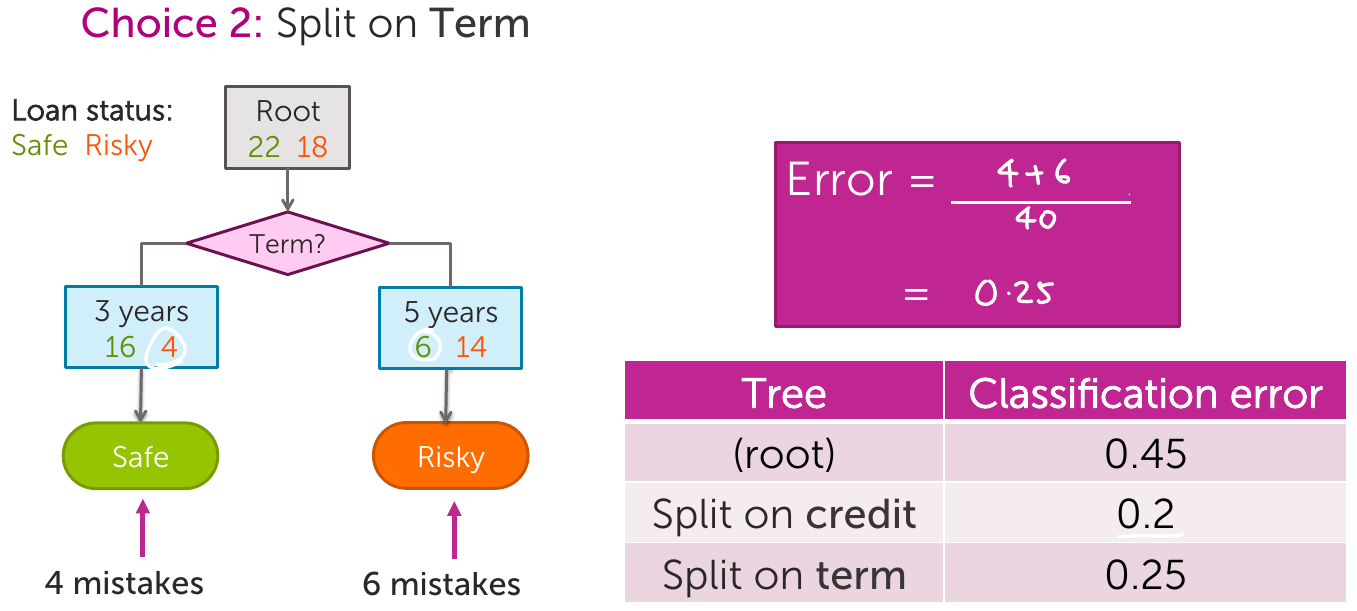 Choice 2: Split on Term
Loan status:
Safe Risky
Root
22 18
Term?
3 years
16 4
5 years
6 14
Safe
Risky
4 mistakes
6 mistakes
Error = 4+6
40
= 0.25
Tree Classification error
(root) 0.45
Split on credit 0.2
Split on term 0.25